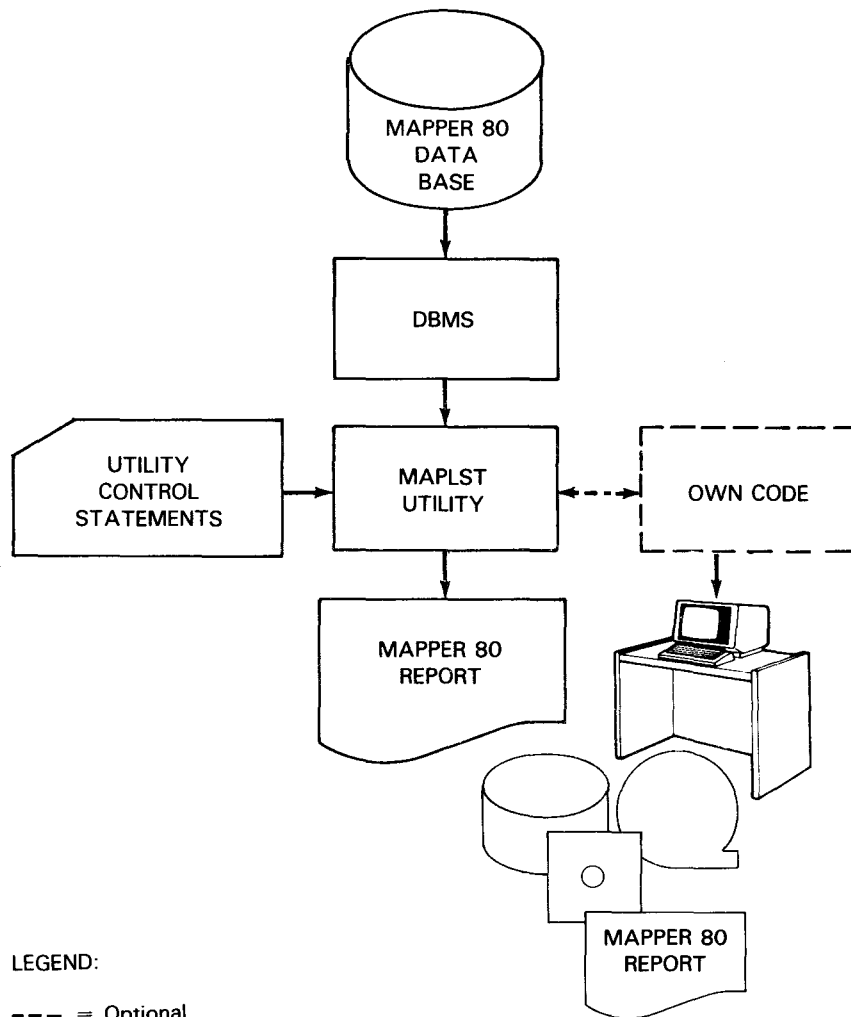 MAPPER 80
DATA
BASE
DBMS
UTILITY
CONTROL
STATEMENTS
MAPLST
UTILITY
OWN CODE
MAPPER 80
REPORT
MAPPER 80
REPORT
LEGEND:
--- = Optional